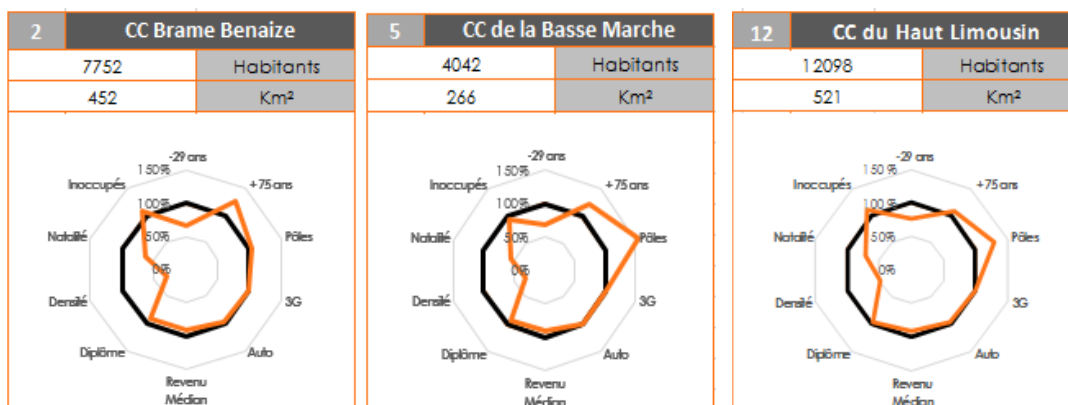 2 CC Brame Benaize
7752 Habitants
452 Km²
-29 ans
150%
+75 ans
Inoccupés
100%
Natalité
50%
Pôles
0%
Densité
3G
Diplôme
Auto
Revenu
Médian
5 CC de la Basse Marche
4042 Habitants
266 Km²
-29 ans
150%
+75 ans
Inoccupés
100%
Natalité
50%
Pôles
0%
Densité
3G
Diplôme
Auto
Revenu
Médian
12 CC du Haut Limousin
12098 Habitants
521 Km²
-29 ans
150%
+75 ans
Inoccupés
100%
Natalité
50%
Pôles
0%
Densité
3G
Diplôme
Auto
Revenu
Médian